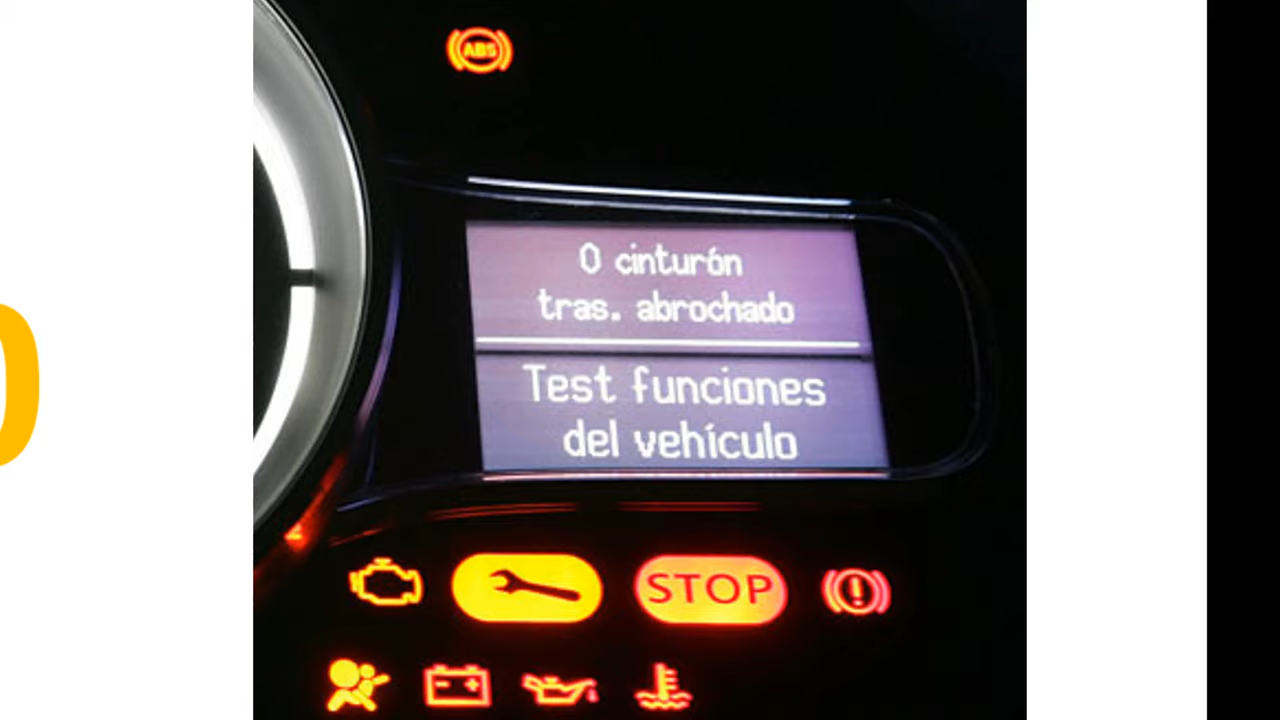 ABS
0 cinturón
tras. abrochado
Test funciones
del vehículo
STOP